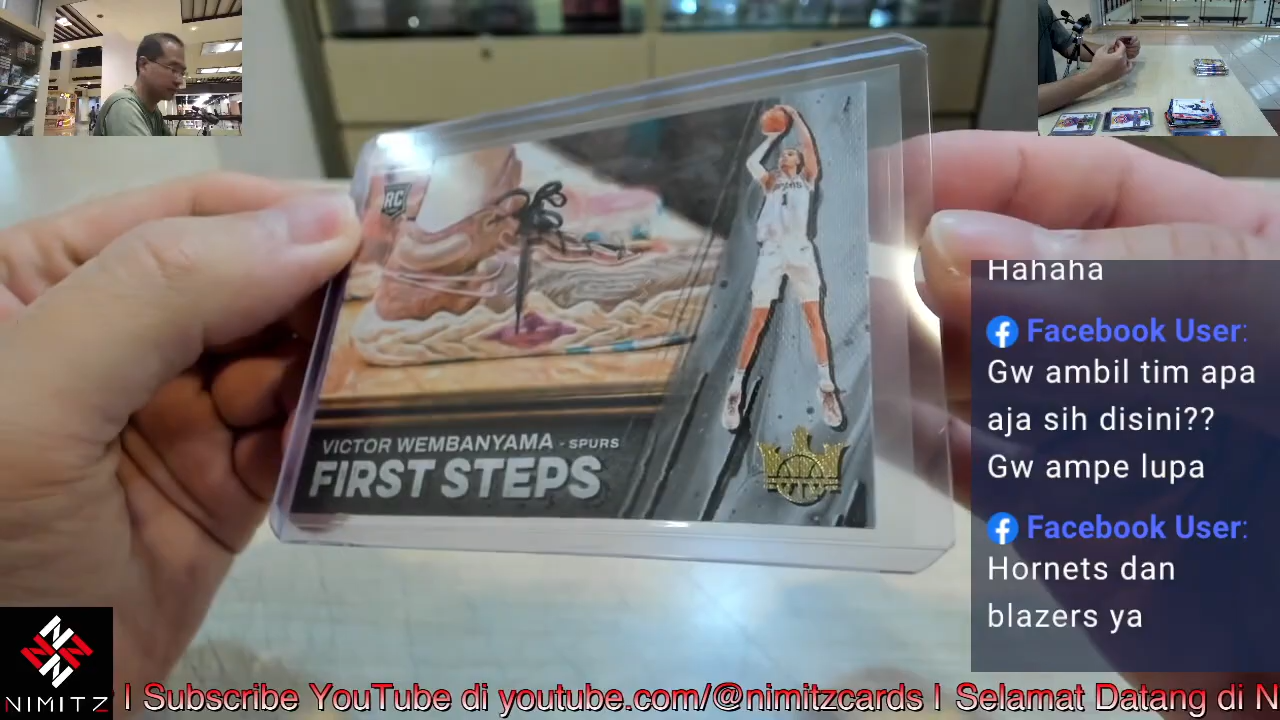 RC
1
VICTOR WEMBANYAMA - SPURS
FIRST STEPS
Hahaha
Facebook User:
Gw ambil tim apa
aja sih disini??
Gw ampe lupa
Facebook User:
Hornets dan
blazers ya
NIMITZ
I Subscribe YouTube di youtube.com/@nimitzcards I Selamat Datang di N